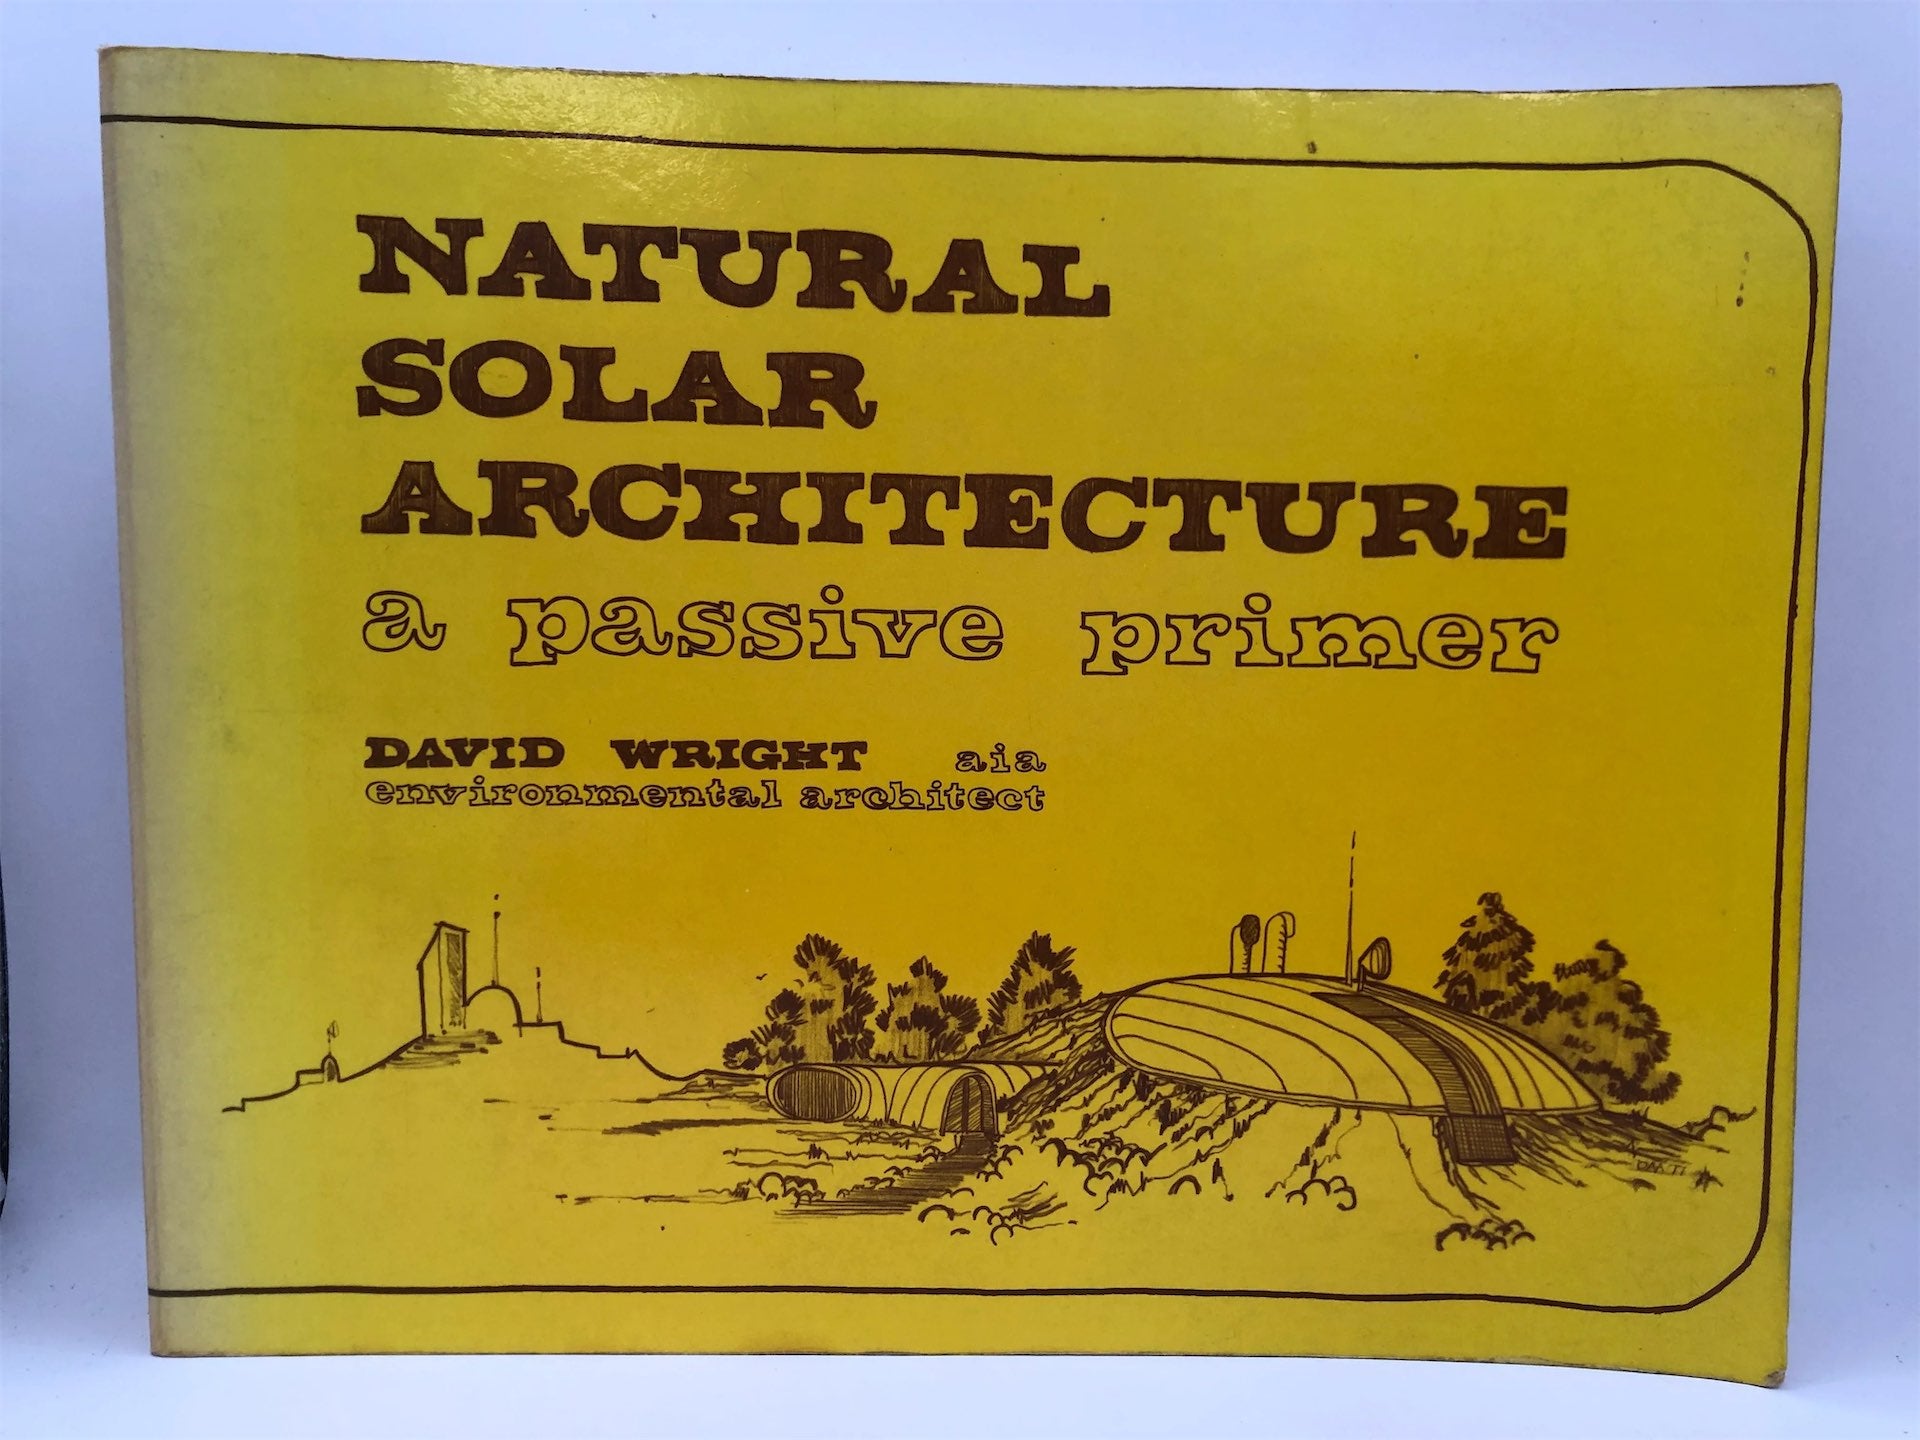 NATURAL
SOLAR
ARCHITECTURE
a passive primer
DAVID WRIGHT aia
environmental architect